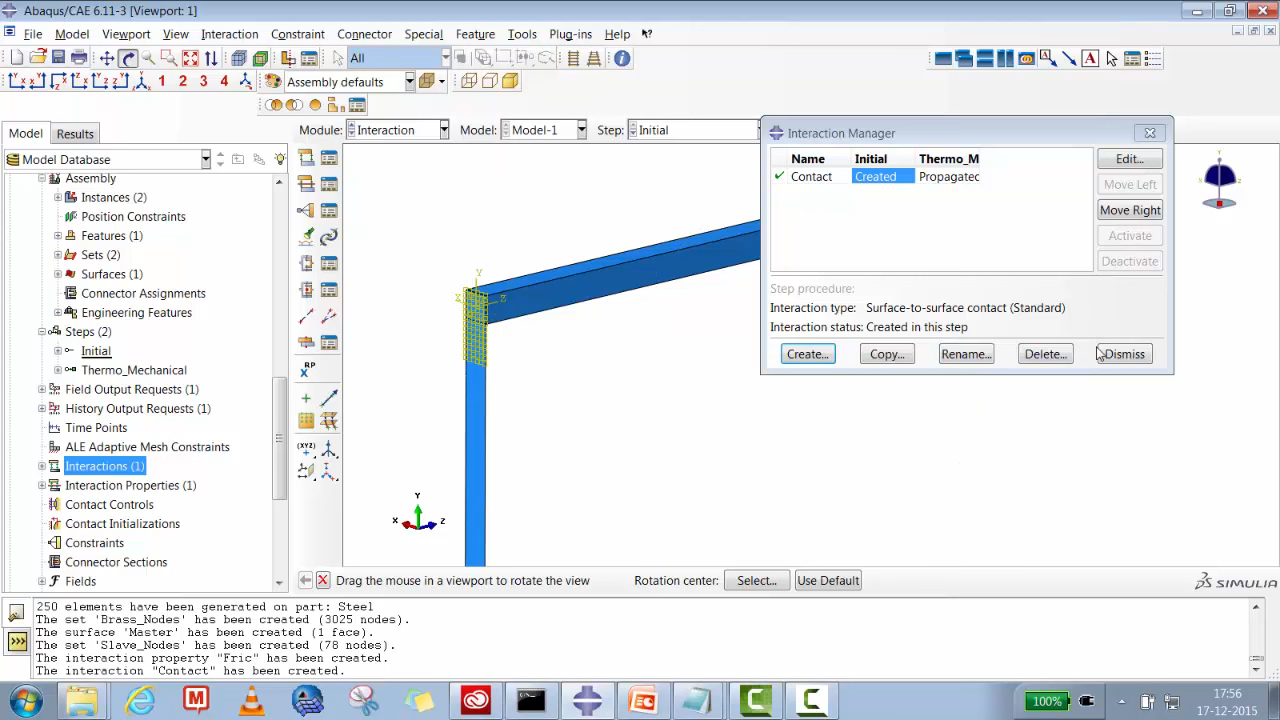 Abaqus/CAE 6.11-3 [Viewport: 1]
File Model Viewport View Interaction Constraint Connector Special Feature Tools Plug-ins Help
All
1 2 3 4 Assembly defaults
Model Results
Module: Interaction Model: Model-1 Step: Initial
Model Database
Assembly
Instances (2)
Position Constraints
Features (1)
Sets (2)
Surfaces (1)
Connector Assignments
Engineering Features
Steps (2)
Initial
Thermo_Mechanical
Field Output Requests (1)
History Output Requests (1)
Time Points
ALE Adaptive Mesh Constraints
Interactions (1)
Interaction Properties (1)
Contact Controls
Contact Initializations
Constraints
Connector Sections
Fields
RP
(XYZ)
Y
X
Z
Y
X
Z
Interaction Manager
Name Initial Thermo_M
Contact Created Propagatec
Edit...
Move Left
Move Right
Activate
Deactivate
Step procedure:
Interaction type: Surface-to-surface contact (Standard)
Interaction status: Created in this step
Create... Copy... Rename... Delete... Dismiss
Drag the mouse in a viewport to rotate the view Rotation center: Select... Use Default
SIMULIA
250 elements have been generated on part: Steel
The set 'Brass_Nodes' has been created (3025 nodes).
The surface 'Master' has been created (1 face).
The set 'Slave_Nodes' has been created (78 nodes).
The interaction property "Fric" has been created.
The interaction "Contact" has been created.
100%
17:56
17-12-2015